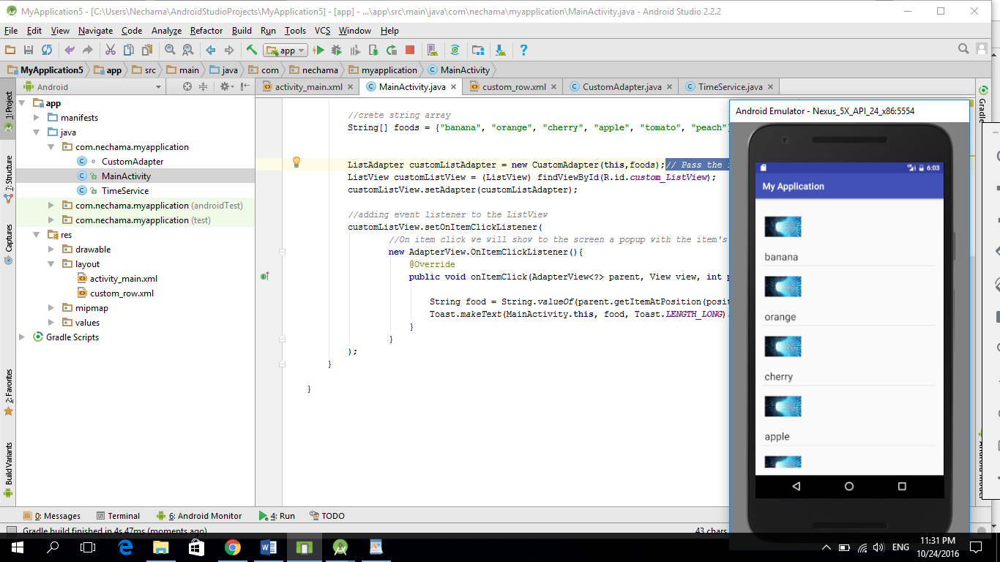 MyApplication5 - [C:\Users\Nechama\AndroidStudioProjects\MyApplication5] - [app] - ...\app\src\main\java\com\nechama\myapplication\MainActivity.java - Android Studio 2.2.2
File Edit View Navigate Code Analyze Refactor Build Run Tools VCS Window Help
app
MyApplication5 app src main java com nechama myapplication MainActivity
Android
activity_main.xml MainActivity.java custom_row.xml CustomAdapter.java TimeService.java
1: Project
7: Structure
Captures
2: Favorites
Build Variants
app
manifests
java
com.nechama.myapplication
CustomAdapter
MainActivity
TimeService
com.nechama.myapplication (androidTest)
com.nechama.myapplication (test)
res
drawable
layout
activity_main.xml
custom_row.xml
mipmap
values
Gradle Scripts
//crete string array
String[] foods = {"banana", "orange", "cherry", "apple", "tomato", "peach"
ListAdapter customListAdapter = new CustomAdapter(this,foods);// Pass the
ListView customListView = (ListView) findViewById(R.id.custom_ListView);
customListView.setAdapter(customListAdapter);
//adding event listener to the ListView
customListView.setOnItemClickListener(
//On item click we will show to the screen a popup with the item's
new AdapterView.OnItemClickListener(){
@Override
public void onItemClick(AdapterView<?> parent, View view, int p
String food = String.valueOf(parent.getItemAtPosition(posit
Toast.makeText(MainActivity.this, food, Toast.LENGTH_LONG).
}
}
);
}
}
Android Emulator - Nexus_5X_API_24_x86:5554
6:03
My Application
banana
orange
cherry
apple
Gradle
0: Messages Terminal 6: Android Monitor 4: Run TODO
Gradle build finished in 4s 47ms (moments ago) 43 chars
ENG
11:31 PM
10/24/2016